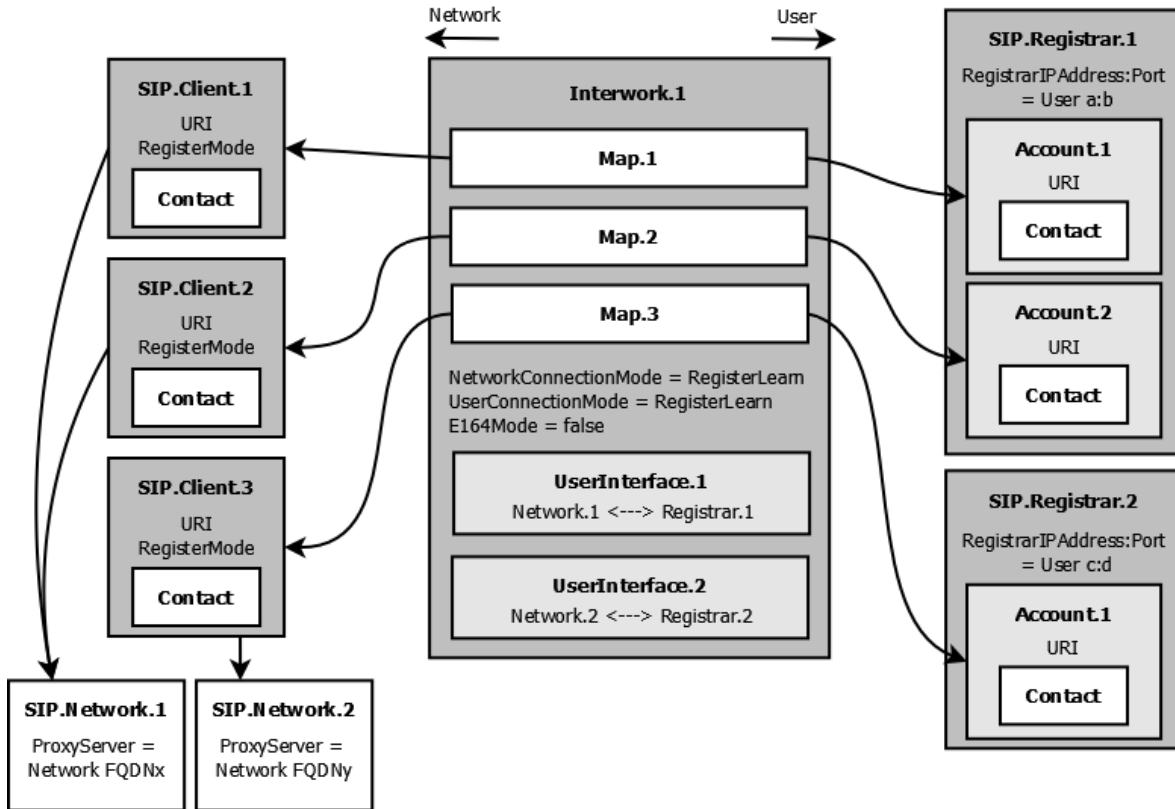 Network
User
SIP.Client.1
URI
RegisterMode
Contact
SIP.Client.2
URI
RegisterMode
Contact
SIP.Client.3
URI
RegisterMode
Contact
SIP.Network.1
ProxyServer =
Network FQDNx
SIP.Network.2
ProxyServer =
Network FQDNy
Interwork.1
Map.1
Map.2
Map.3
NetworkConnectionMode = RegisterLearn
UserConnectionMode = RegisterLearn
E164Mode = false
UserInterface.1
Network.1 <---> Registrar.1
UserInterface.2
Network.2 <---> Registrar.2
SIP.Registrar.1
RegistrarIPAddress:Port
= User a:b
Account.1
URI
Contact
Account.2
URI
Contact
SIP.Registrar.2
RegistrarIPAddress:Port
= User c:d
Account.1
URI
Contact